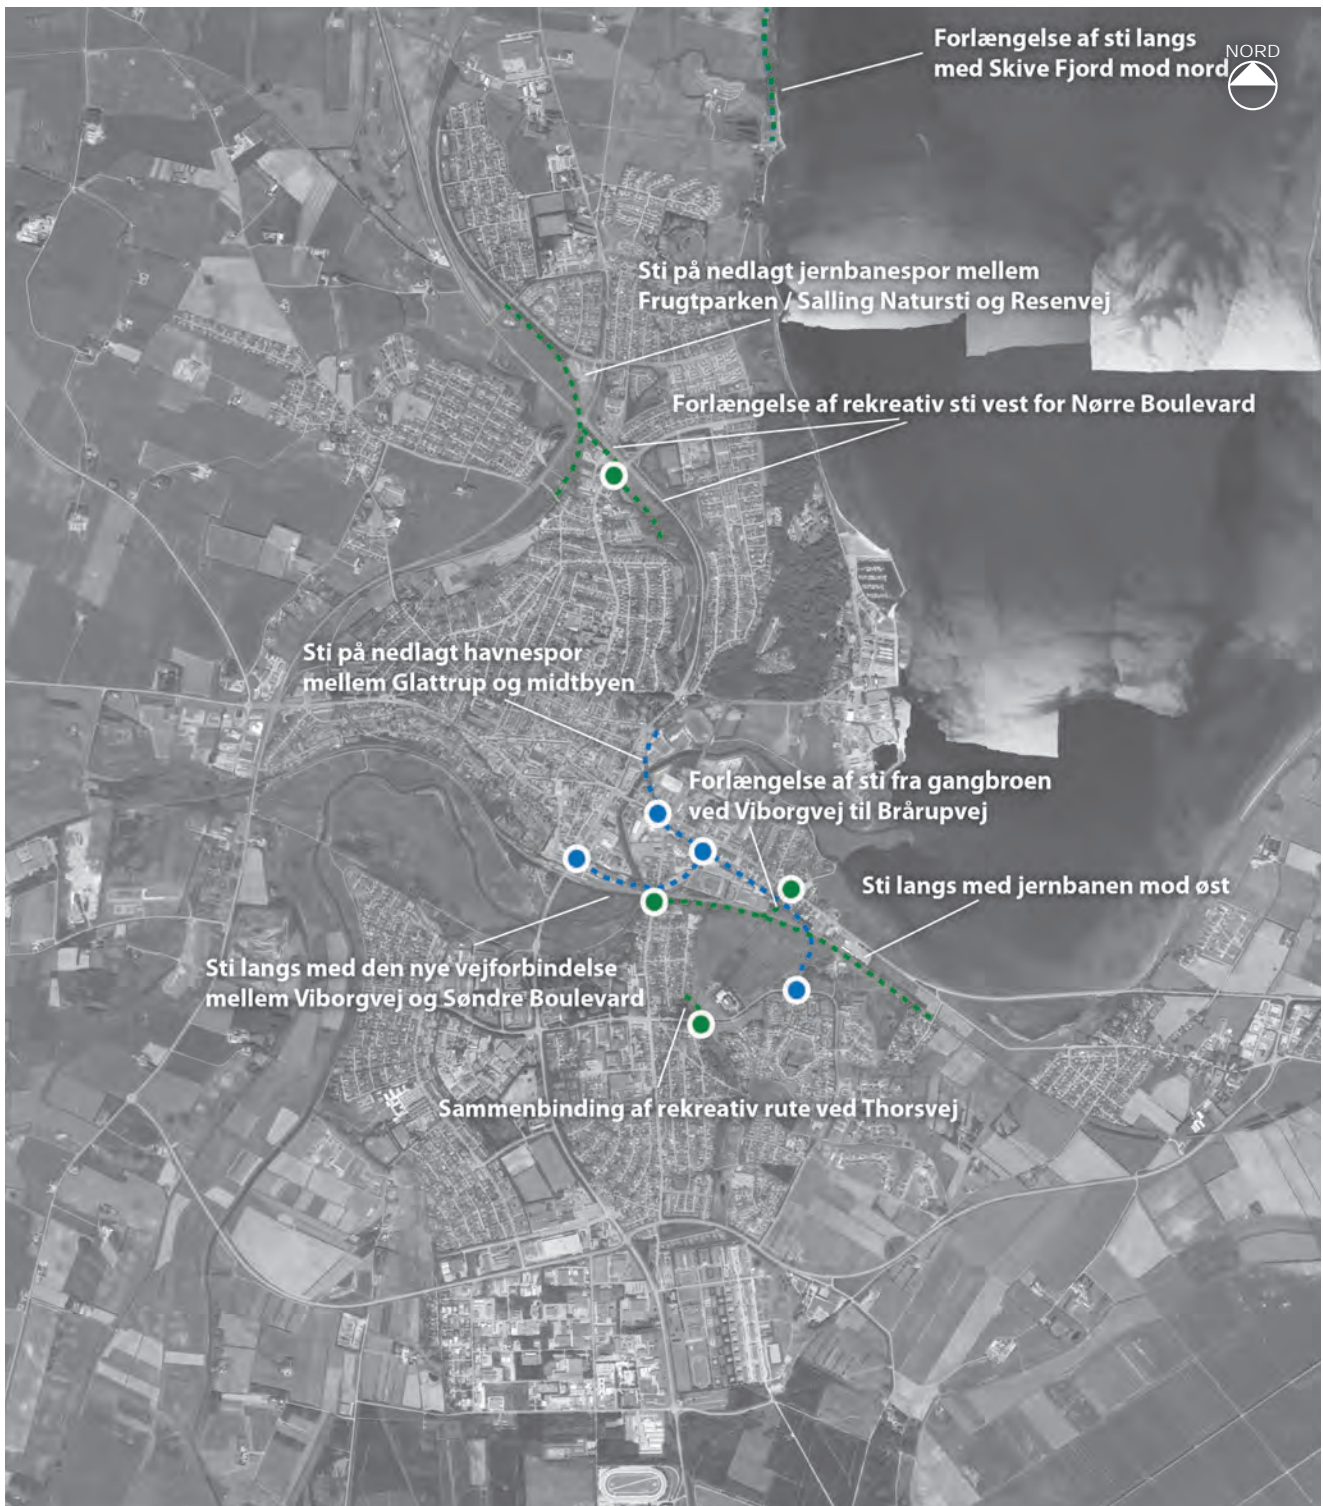 Forlængelse af sti langs
med Skive Fjord mod nord
NORD
Sti på nedlagt jernbanespor mellem
Frugtparken / Salling Natursti og Resenvej
Forlængelse af rekreativ sti vest for Nørre Boulevard
Sti på nedlagt havnespor
mellem Glattrup og midtbyen
Forlængelse af sti fra gangbroen
ved Viborgvej til Brårupvej
Sti langs med jernbanen mod øst
Sti langs med den nye vejforbindelse
mellem Viborgvej og Søndre Boulevard
Sammenbinding af rekreativ rute ved Thorsvej